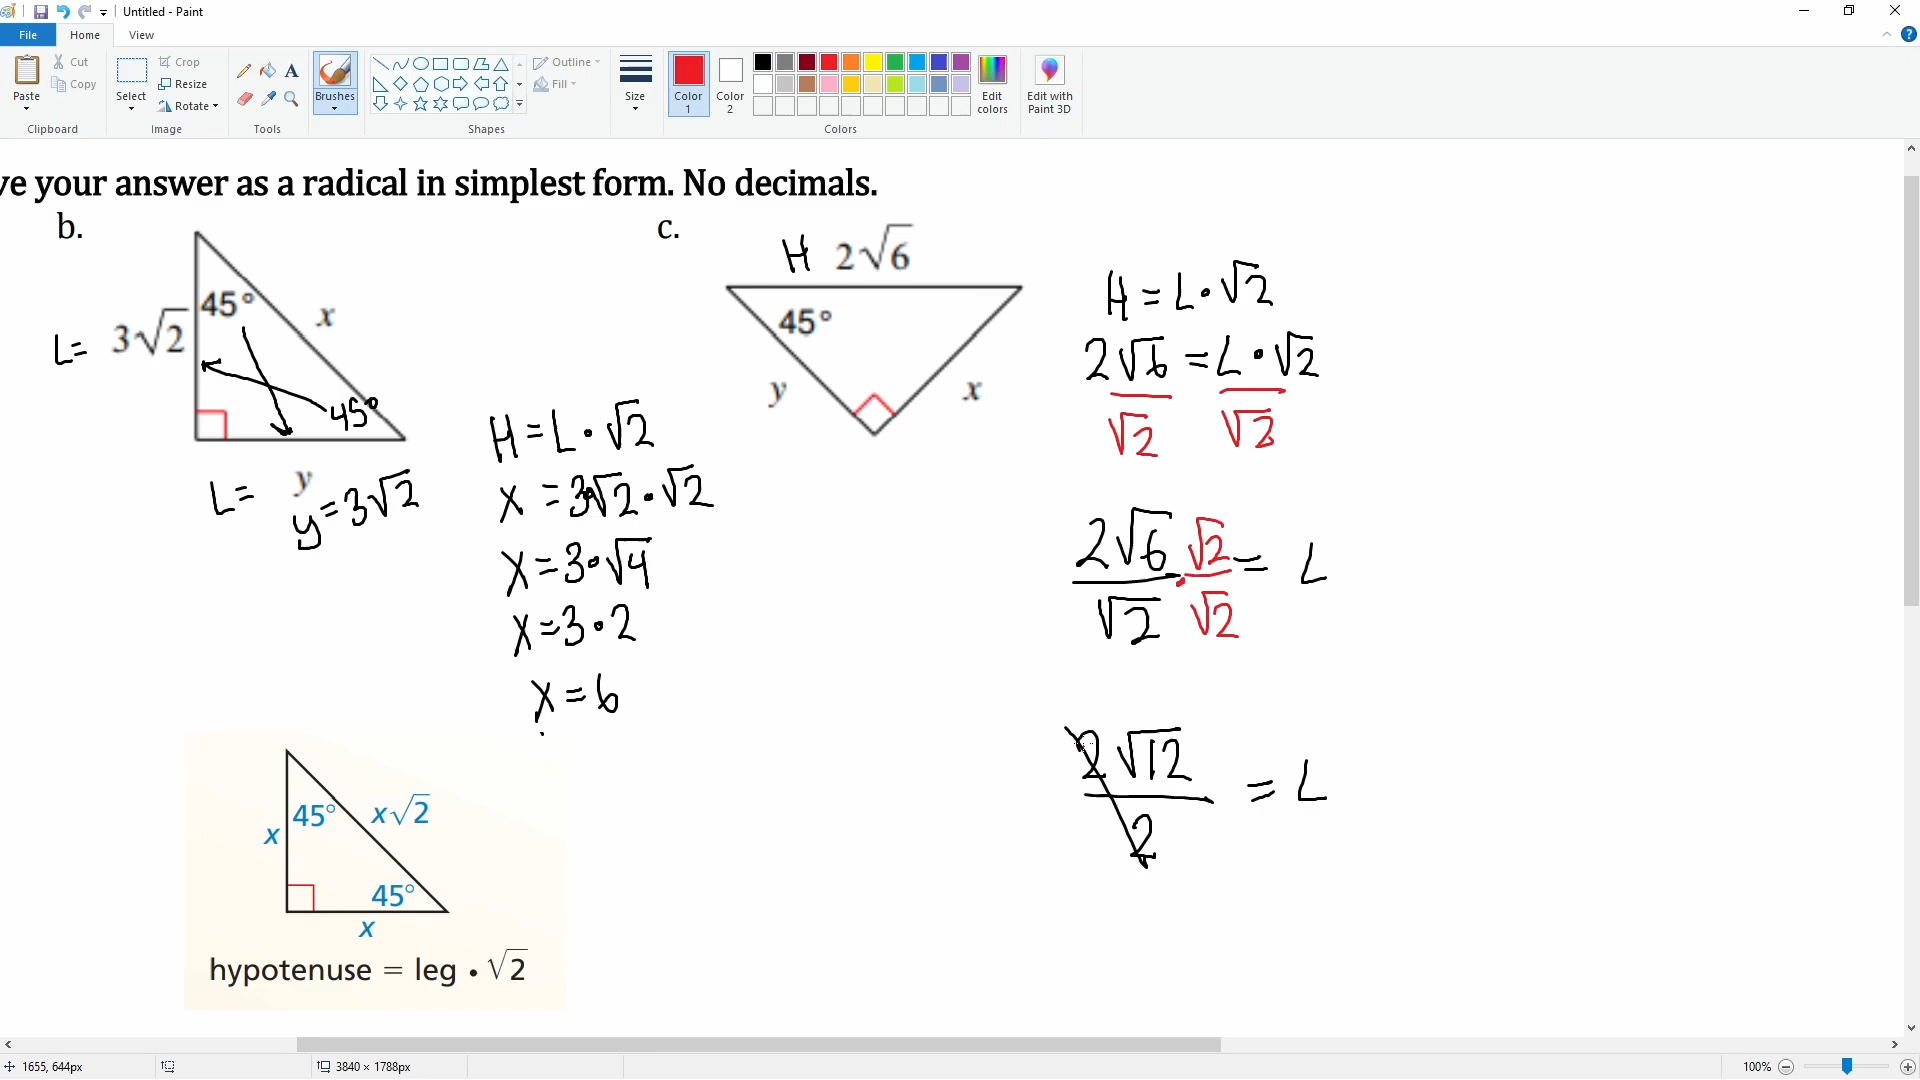 Untitled - Paint
File Home View
Paste Cut Copy Clipboard
Select Crop Resize Rotate Image
Tools
Brushes
Outline Fill Shapes
Size
Color 1 Color 2 Edit colors Colors
Edit with Paint 3D
ve your answer as a radical in simplest form. No decimals.
b.
45°
x
L= 3√2
45°
L= y
y=3√2
H=L·√2
x=3·√2·√2
x=3·√4
x=3·2
x=6
c.
H 2√6
45°
y
x
H=L·√2
2√6=L·√2
√2 √2
2√6 · √2 = L
√2 √2
2√12 = L
2
45°
x√2
x
45°
x
hypotenuse = leg · √2
1655, 644px
3840 × 1788px
100%